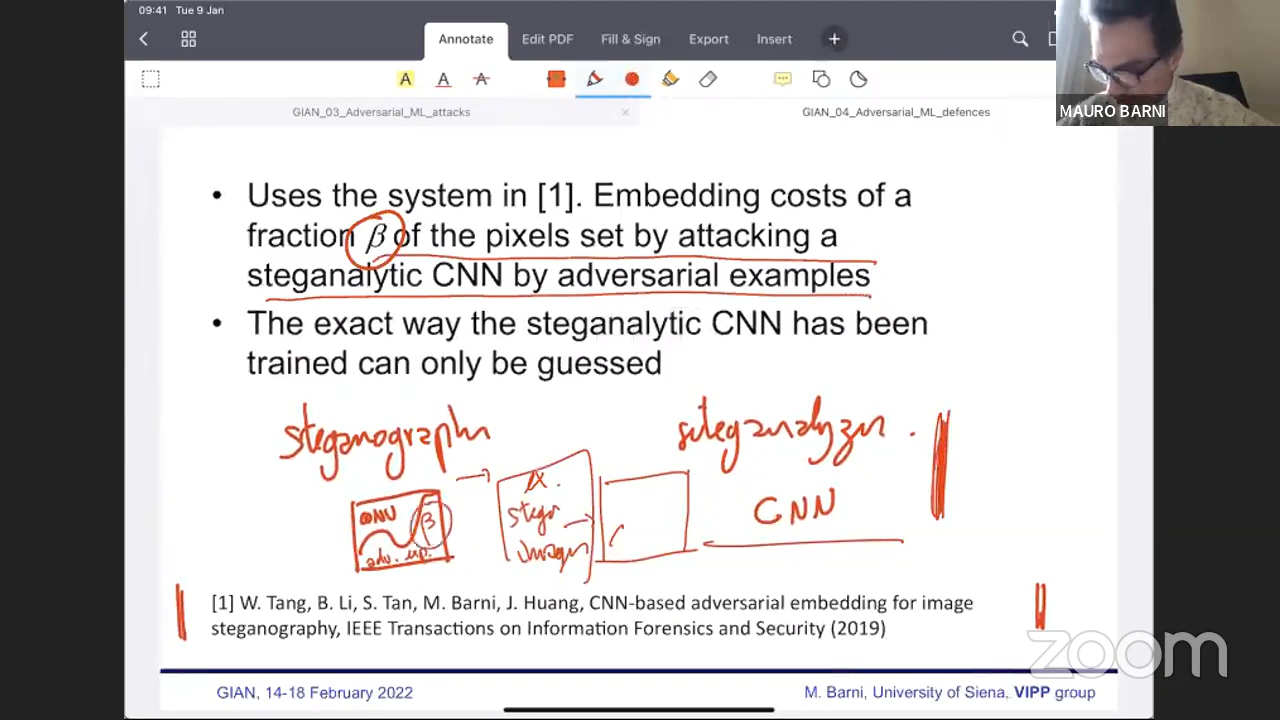 09:41 Tue 9 Jan
Annotate Edit PDF Fill & Sign Export Insert +
A A A
MAURO BARNI
GIAN_03_Adversarial_ML_attacks × GIAN_04_Adversarial_ML_defences
• Uses the system in [1]. Embedding costs of a
fraction β of the pixels set by attacking a
steganalytic CNN by adversarial examples
• The exact way the steganalytic CNN has been
trained can only be guessed
steganographer
CNN
β
[1] W. Tang, B. Li, S. Tan, M. Barni, J. Huang, CNN-based adversarial embedding for image
steganography, IEEE Transactions on Information Forensics and Security (2019)
zoom
GIAN, 14-18 February 2022 M. Barni, University of Siena, VIPP group